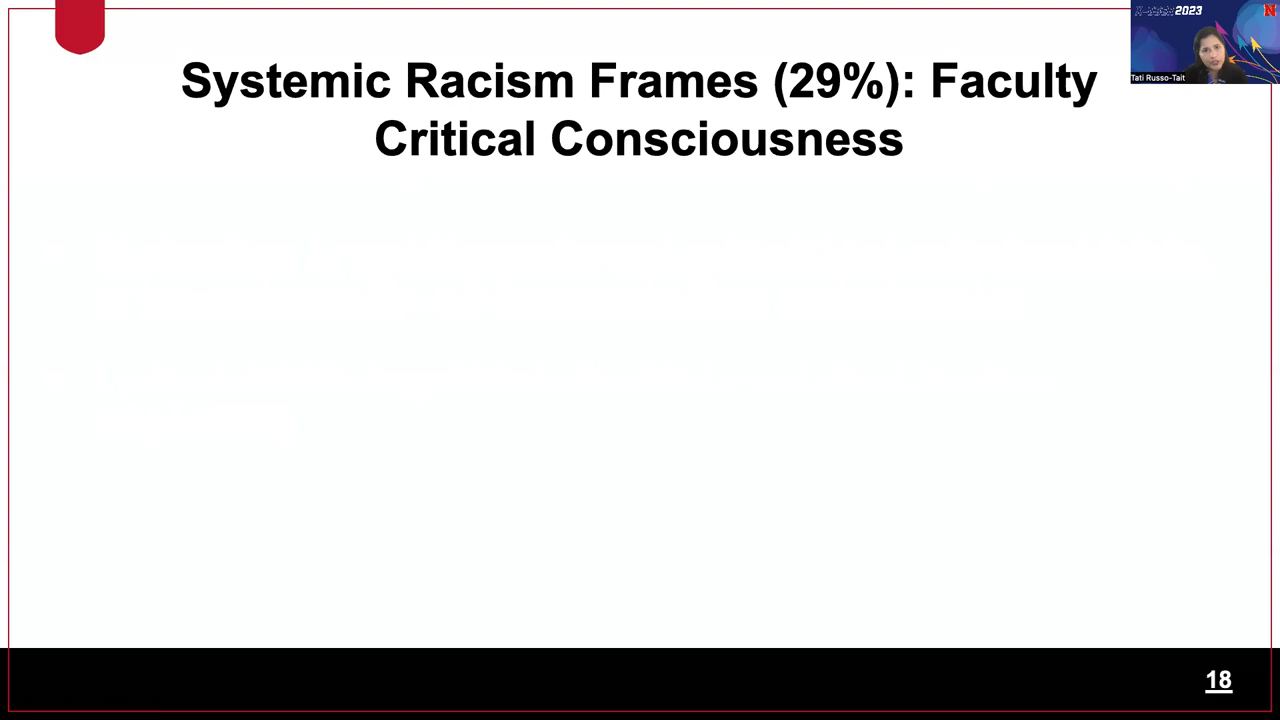 Systemic Racism Frames (29%): Faculty
Critical Consciousness
2023
N
Tati Russo-Tait
18